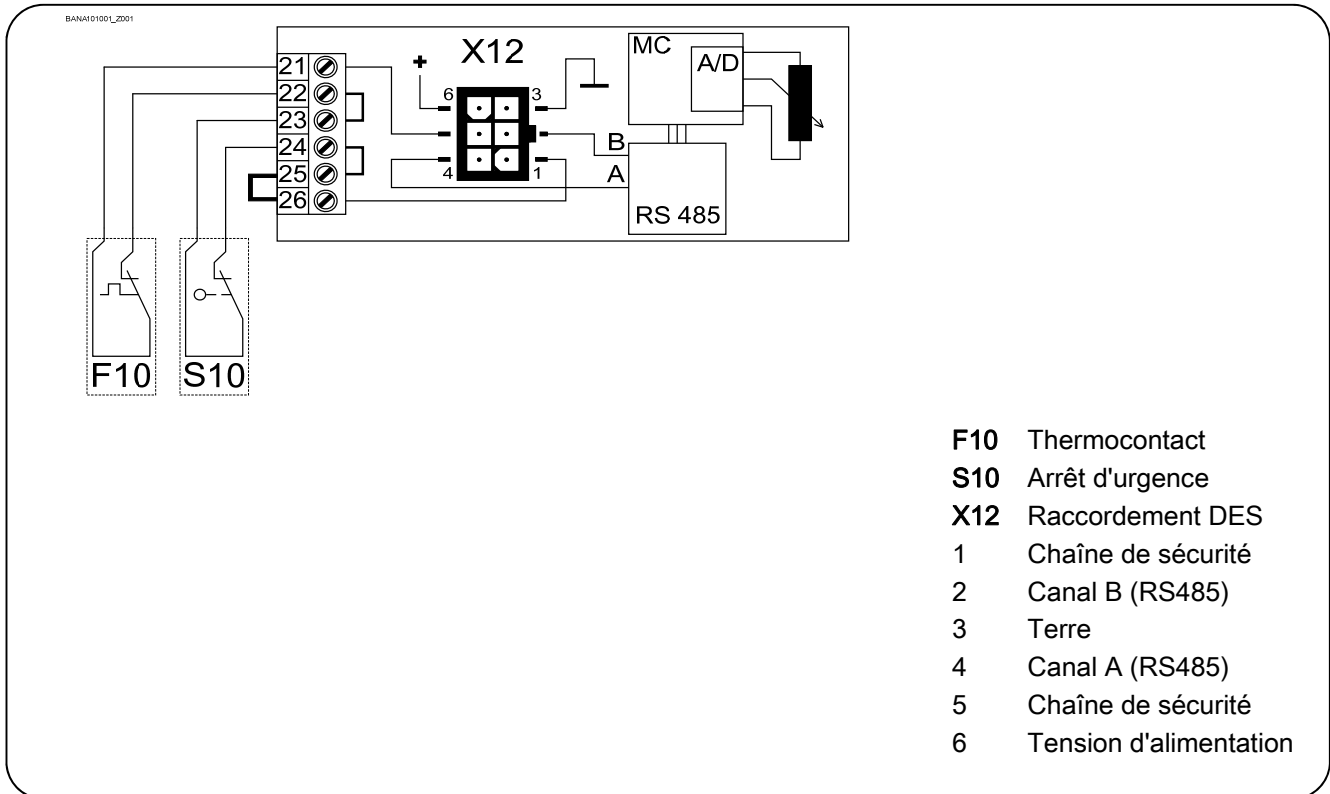 BANA101001_Z001
X12
MC
A/D
21
22
23
24
25
26
+
6
3
4
1
B
A
RS 485
F10
S10
F10 Thermocontact
S10 Arrêt d'urgence
X12 Raccordement DES
1 Chaîne de sécurité
2 Canal B (RS485)
3 Terre
4 Canal A (RS485)
5 Chaîne de sécurité
6 Tension d'alimentation